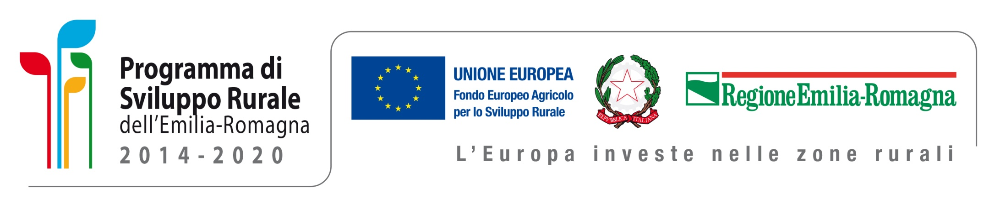 Programma di
Sviluppo Rurale
dell'Emilia-Romagna
2014-2020
UNIONE EUROPEA
Fondo Europeo Agricolo
per lo Sviluppo Rurale
REPVBBLICA ITALIANA
RegioneEmilia-Romagna
L'Europa investe nelle zone rurali